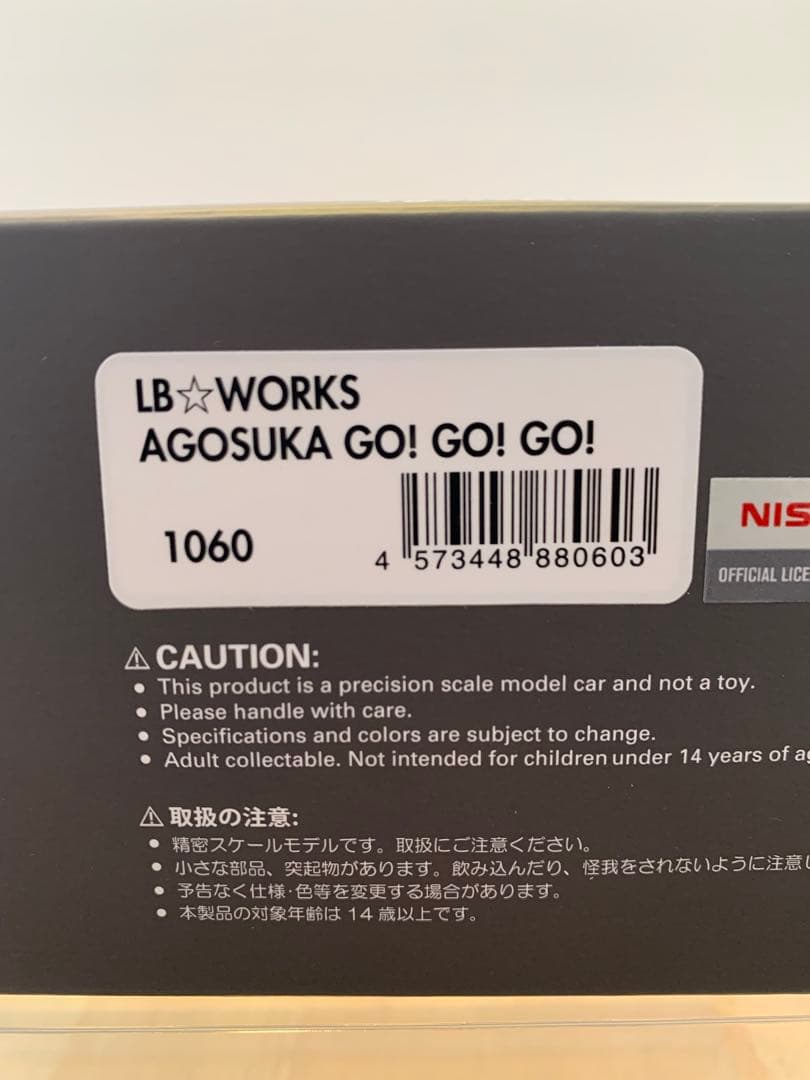 LB☆WORKS
AGOSUKA GO! GO! GO!
1060
4 573448 880603
NIS
OFFICIAL LICE
⚠ CAUTION:
● This product is a precision scale model car and not a toy.
● Please handle with care.
● Specifications and colors are subject to change.
● Adult collectable. Not intended for children under 14 years of ag
⚠ 取扱の注意:
● 精密スケールモデルです。取扱にご注意ください。
● 小さな部品、突起物があります。飲み込んだり、怪我をされないように注意し
● 予告なく仕様・色等を変更する場合があります。
● 本製品の対象年齢は 14 歳以上です。